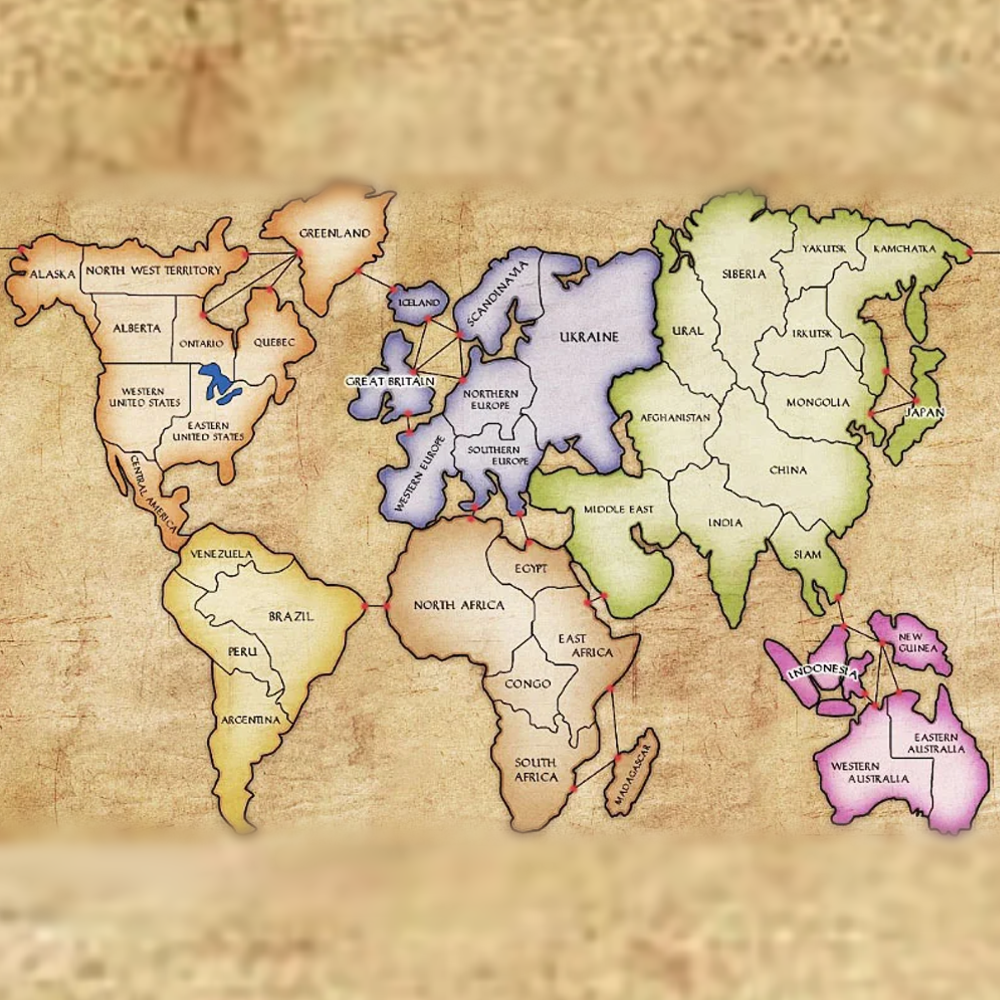 GREENLAND
ALASKA
NORTH WEST TERRITORY
ALBERTA
ONTARIO
QUEBEC
WESTERN
UNITED STATES
EASTERN
UNITED STATES
CENTRAL AMERICA
VENEZUELA
BRAZIL
PERU
ARGENTINA
ICELAND
SCANDINAVIA
UKRAINE
GREAT BRITAIN
NORTHERN
EUROPE
SOUTHERN
EUROPE
WESTERN EUROPE
NORTH AFRICA
EGYPT
EAST
AFRICA
CONGO
SOUTH
AFRICA
MADAGASCAR
SIBERIA
YAKUTSK
KAMCHATKA
URAL
IRKUTSK
MONGOLIA
JAPAN
AFGHANISTAN
CHINA
MIDDLE EAST
INDIA
SIAM
INDONESIA
NEW
GUINEA
WESTERN
AUSTRALIA
EASTERN
AUSTRALIA